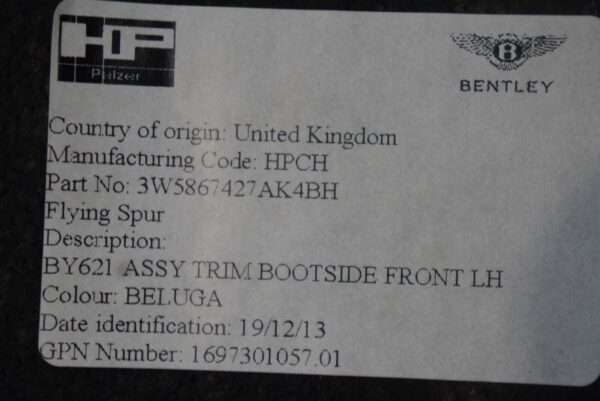 HP
Pelzer
B
BENTLEY
Country of origin: United Kingdom
Manufacturing Code: HPCH
Part No: 3W5867427AK4BH
Flying Spur
Description:
BY621 ASSY TRIM BOOTSIDE FRONT LH
Colour: BELUGA
Date identification: 19/12/13
GPN Number: 1697301057.01